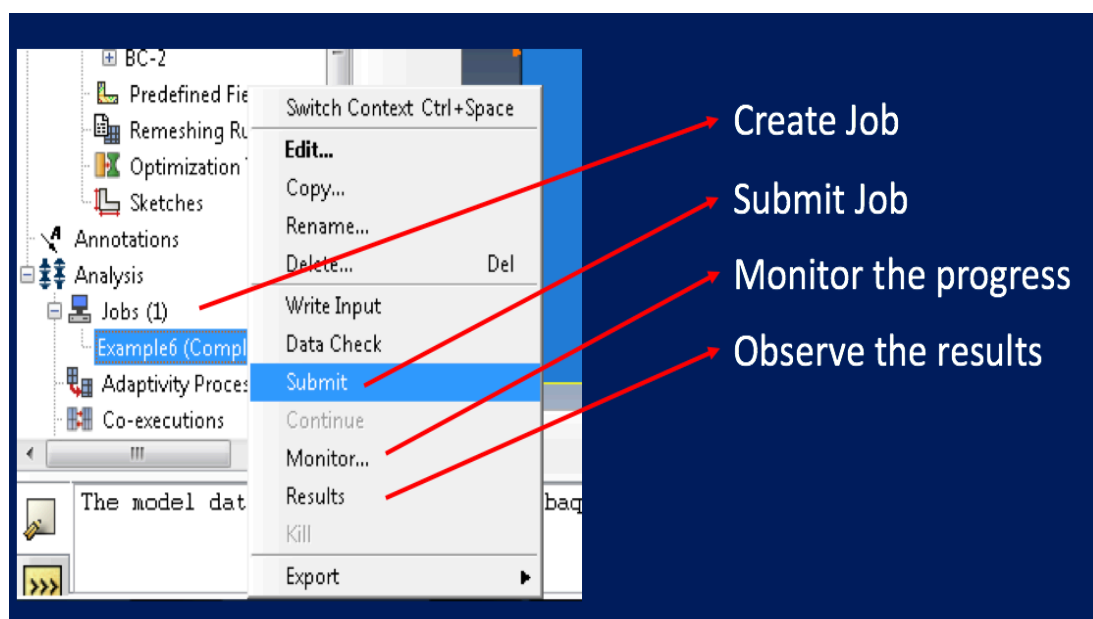 BC-2
Predefined Fie
Remeshing Ru
Optimization
Sketches
Annotations
Analysis
Jobs (1)
Example6 (Compl
Adaptivity Proces
Co-executions
Switch Context Ctrl+Space
Edit...
Copy...
Rename...
Delete... Del
Write Input
Data Check
Submit
Continue
Monitor...
Results
Kill
Export
The model dat
baq
>>>
Create Job
Submit Job
Monitor the progress
Observe the results